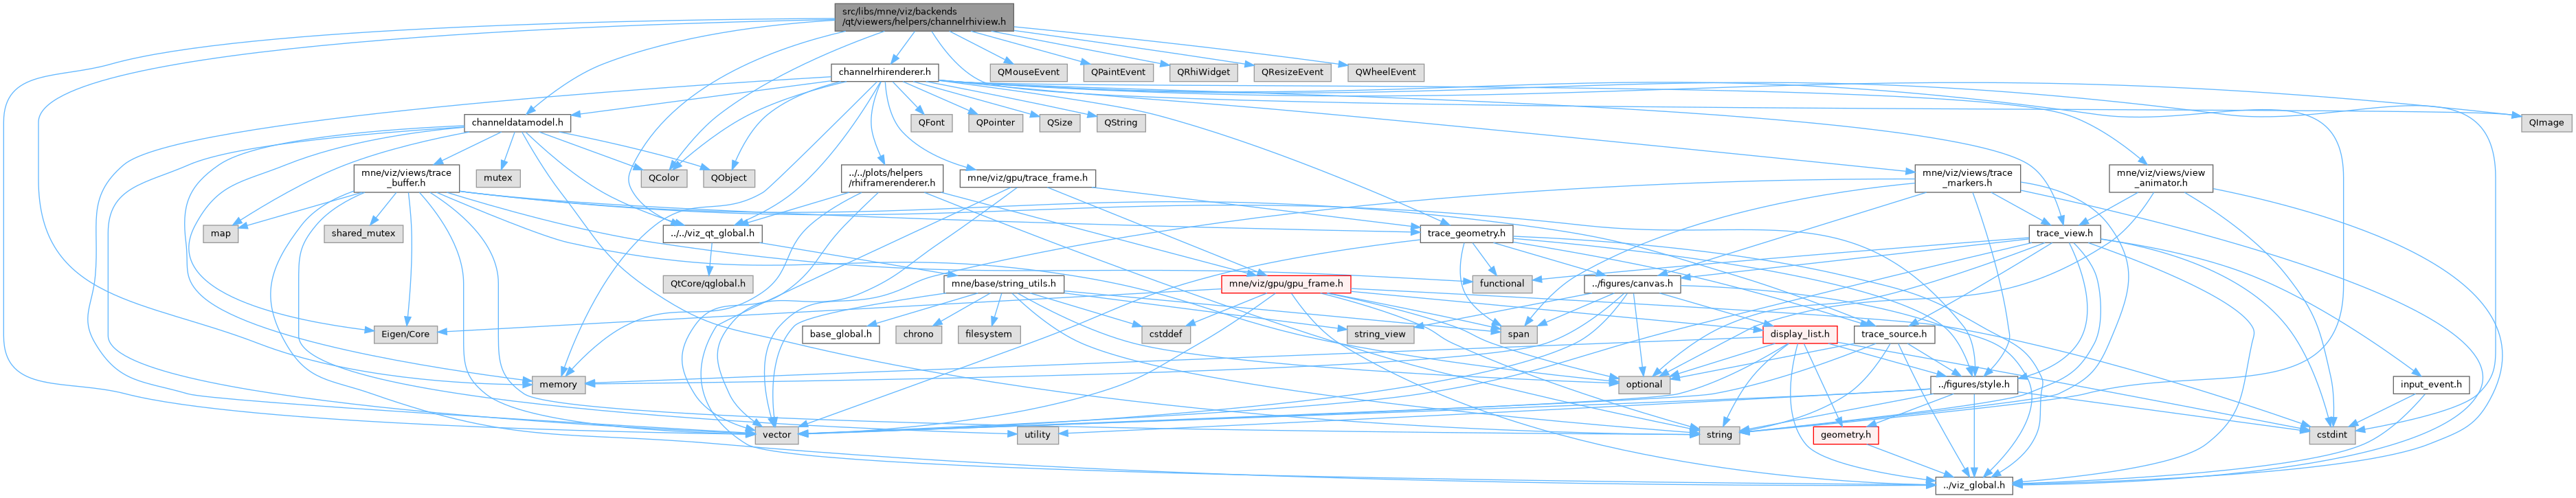 src/libs/mne/viz/backends
/qt/viewers/helpers/channelrhiview.h
channelrhirenderer.h
QMouseEvent
QPaintEvent
QRhiWidget
QResizeEvent
QWheelEvent
channeldatamodel.h
QFont
QPointer
QSize
QString
QImage
mne/viz/views/trace
_buffer.h
mutex
QColor
QObject
../../plots/helpers
/rhiframerenderer.h
mne/viz/gpu/trace_frame.h
mne/viz/views/trace
_markers.h
mne/viz/views/view
_animator.h
map
shared_mutex
../../viz_qt_global.h
trace_geometry.h
trace_view.h
QtCore/qglobal.h
mne/base/string_utils.h
mne/viz/gpu/gpu_frame.h
functional
../figures/canvas.h
Eigen/Core
base_global.h
chrono
filesystem
cstddef
string_view
span
display_list.h
trace_source.h
memory
optional
../figures/style.h
input_event.h
vector
utility
string
geometry.h
cstdint
../viz_global.h